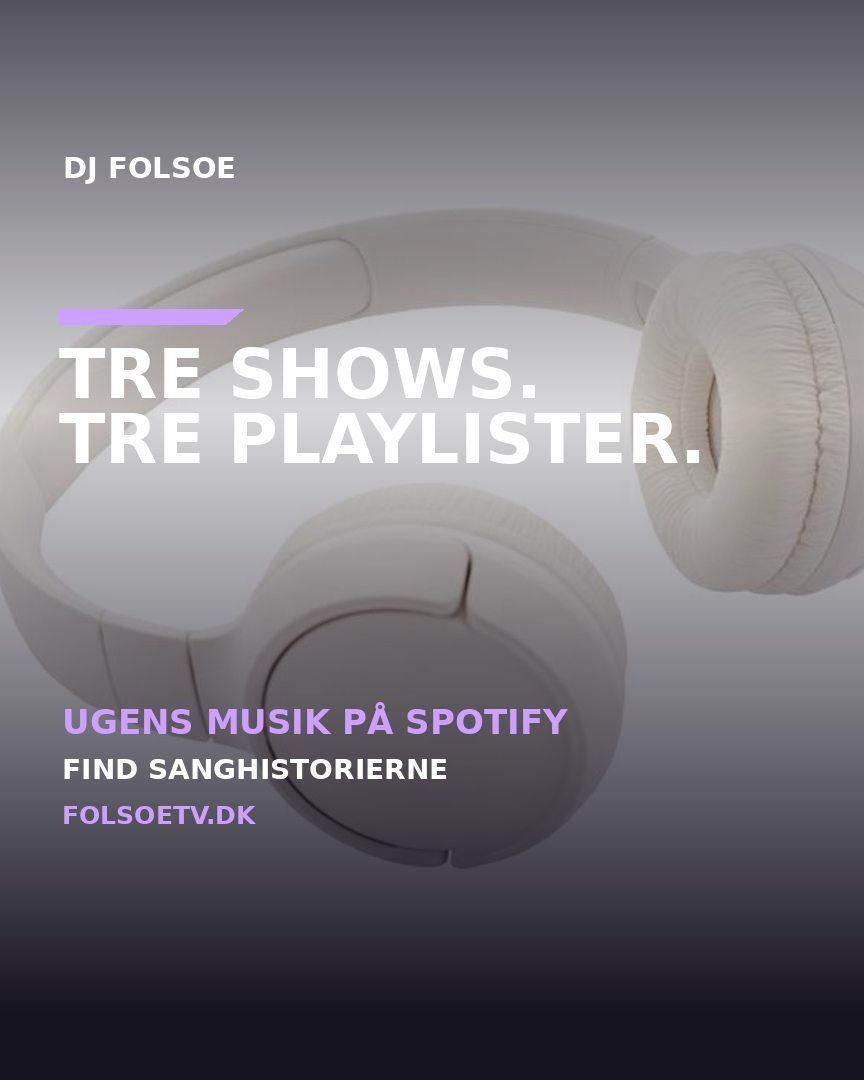 DJ FOLSOE
TRE SHOWS.
TRE PLAYLISTER.
UGENS MUSIK PÅ SPOTIFY
FIND SANGHISTORIERNE
FOLSOETV.DK